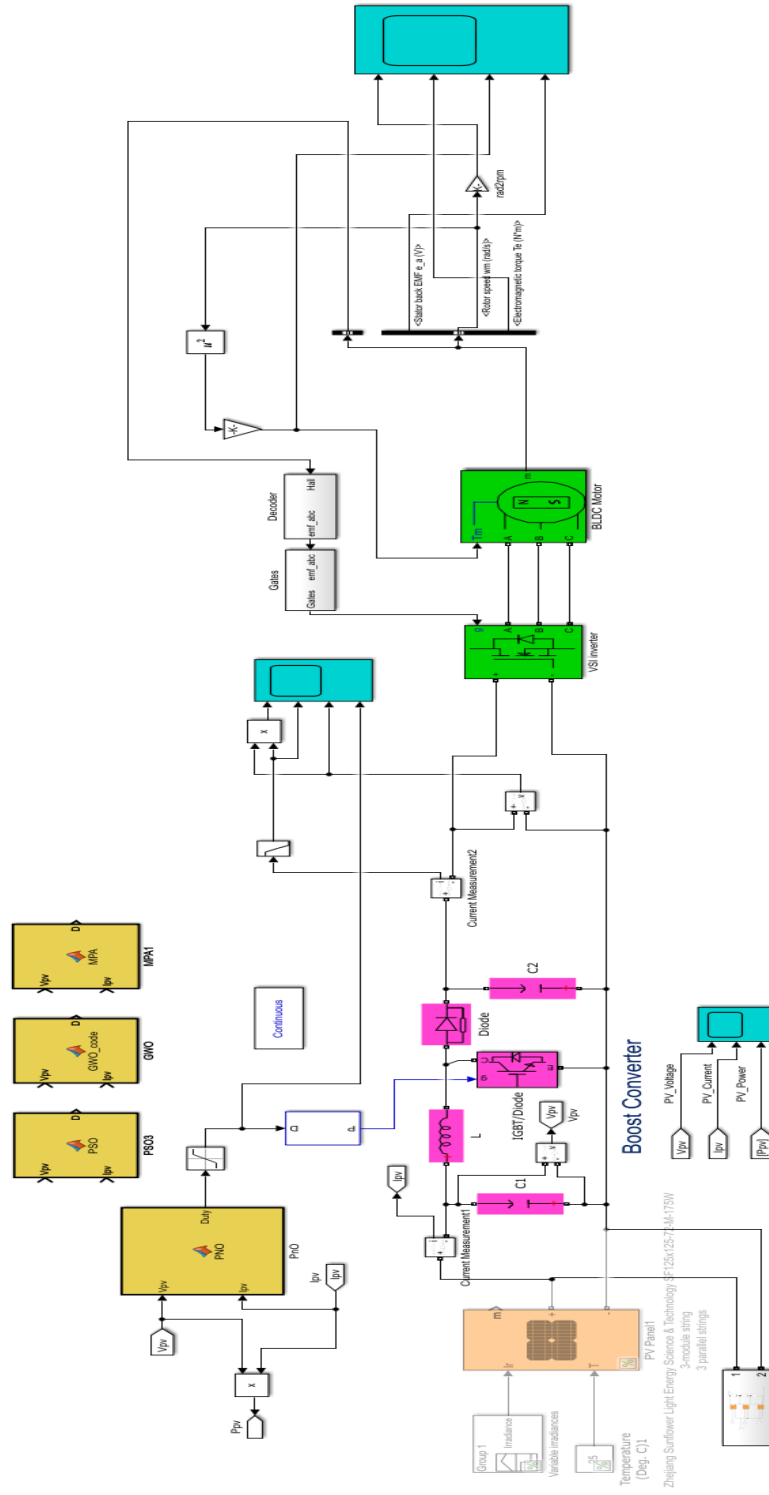 Ppv
x
Vpv
Ipv
Ipv
Vpv
Ipv
PNO
Duty
PnO
Vpv
Ipv
PSO
D
PSO3
Vpv
Ipv
GWO_code
D
GWO
Vpv
Ipv
MPA
D
MPA1
Continuous
D
P
Group 1
Irradiance
Variable irradiances
25
Temperature
(Deg. C)1
Ir
T
m
+
-
PV Panel1
Zhejiang Sunflower Light Energy Science & Technology SF125x125-72-M-175W
3-module string
3 parallel strings
1
2
+
i
-
Current Measurement1
Ipv
C1
+
v
-
Vpv
Vpv
L
g
C
E
IGBT/Diode
Diode
C2
Boost Converter
+
i
-
Current Measurement2
+
v
-
x
Vpv
Ipv
[Ppv]
PV_Voltage
PV_Current
PV_Power
+
-
g
A
B
C
VSI inverter
Gates
Gates
emf_abc
Decoder
emf_abc
Hall
Tm
A
B
C
m
N
S
BLDC Motor
-K-
u²
<Stator back EMF e_a (V)>
<Rotor speed wm (rad/s)>
<Electromagnetic torque Te (N*m)>
-K-
rad2rpm